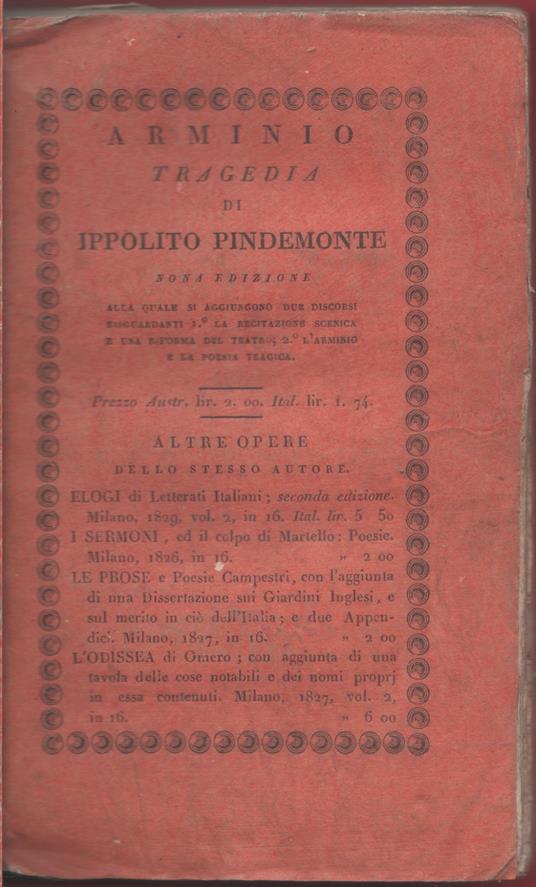 ARMINIO
TRAGEDIA
DI
IPPOLITO PINDEMONTE
NONA EDIZIONE
ALLA QUALE SI AGGIUNGONO DUE DISCORSI
RISGUARDANTI 1.º LA RECITAZIONE SCENICA
E UNA RIFORMA DEL TEATRO; 2.º L'ARMINIO
E LA POESIA TRAGICA.
Prezzo Austr. lir. 2. 00. Ital. lir. 1. 74.
ALTRE OPERE
DELLO STESSO AUTORE.
ELOGI di Letterati Italiani; seconda edizione.
Milano, 1829, vol. 2, in 16. Ital. lir. 5 50
I SERMONI, ed il colpo di Martello: Poesie.
Milano, 1826, in 16. " 2 00
LE PROSE e Poesie Campestri, con l'aggiunta
di una Dissertazione sui Giardini Inglesi, e
sul merito in ciò dell'Italia; e due Appen-
dici. Milano, 1827, in 16. " 2 00
L'ODISSEA di Omero; con aggiunta di una
tavola delle cose notabili e dei nomi proprj
in essa contenuti. Milano, 1827, vol. 2,
in 16. " 6 00